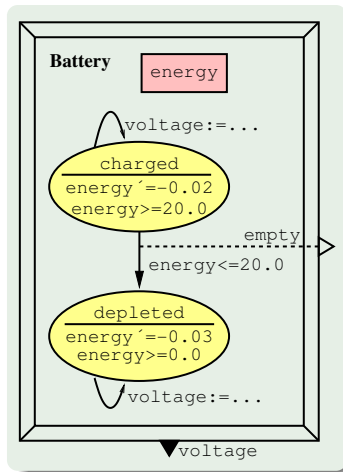 Battery
energy
voltage:=...
charged
energy´=-0.02
energy>=20.0
empty
energy<=20.0
depleted
energy´=-0.03
energy>=0.0
voltage:=...
voltage